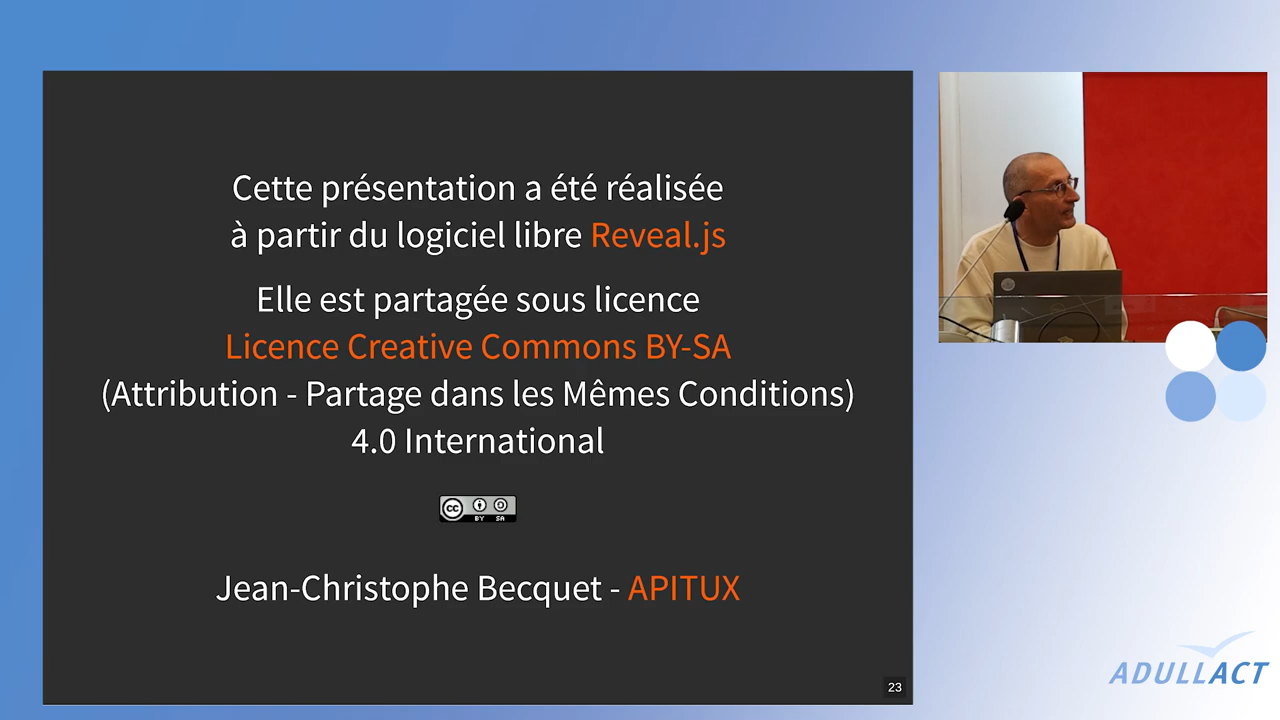 Cette présentation a été réalisée
à partir du logiciel libre Reveal.js
Elle est partagée sous licence
Licence Creative Commons BY-SA
(Attribution - Partage dans les Mêmes Conditions)
4.0 International
cc BY SA
Jean-Christophe Becquet - APITUX
23
ADULLACT